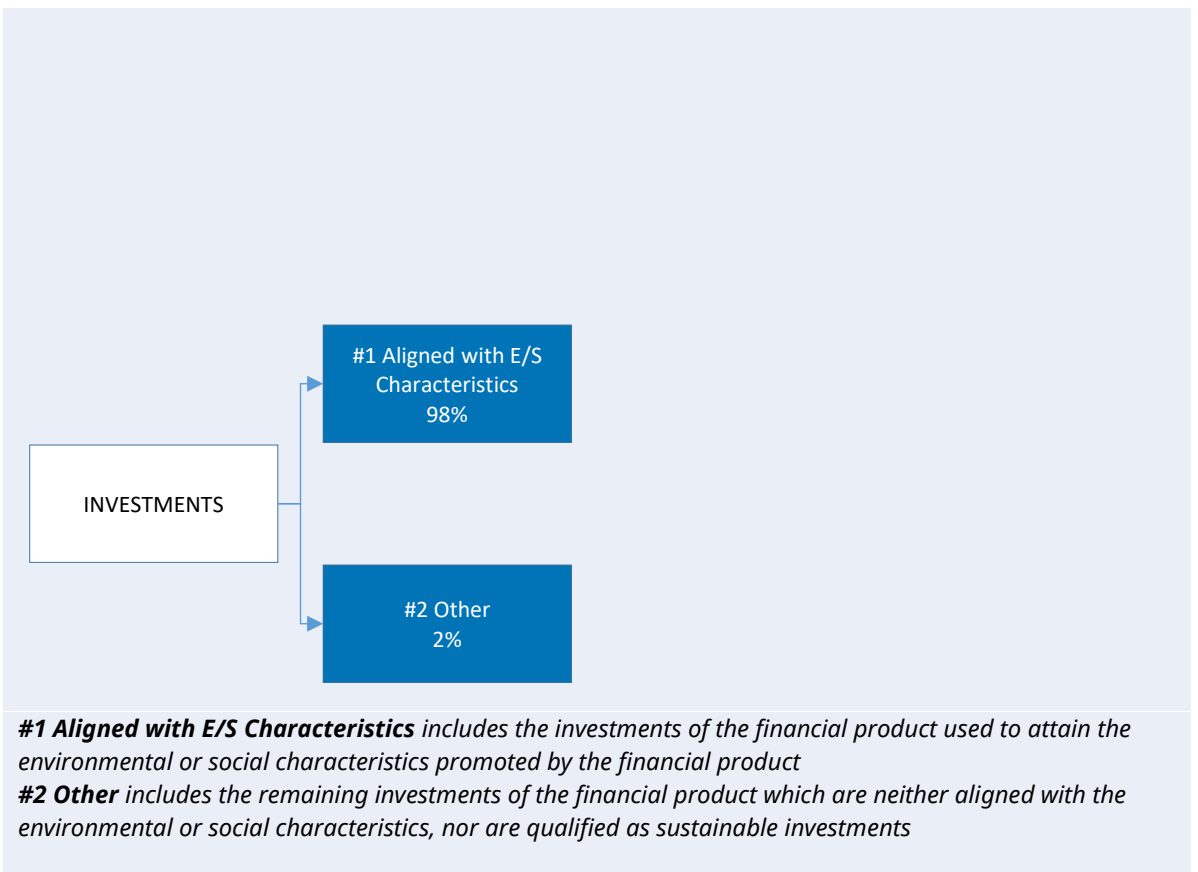 #1 Aligned with E/S
Characteristics
98%
INVESTMENTS
#2 Other
2%
#1 Aligned with E/S Characteristics includes the investments of the financial product used to attain the
environmental or social characteristics promoted by the financial product
#2 Other includes the remaining investments of the financial product which are neither aligned with the
environmental or social characteristics, nor are qualified as sustainable investments